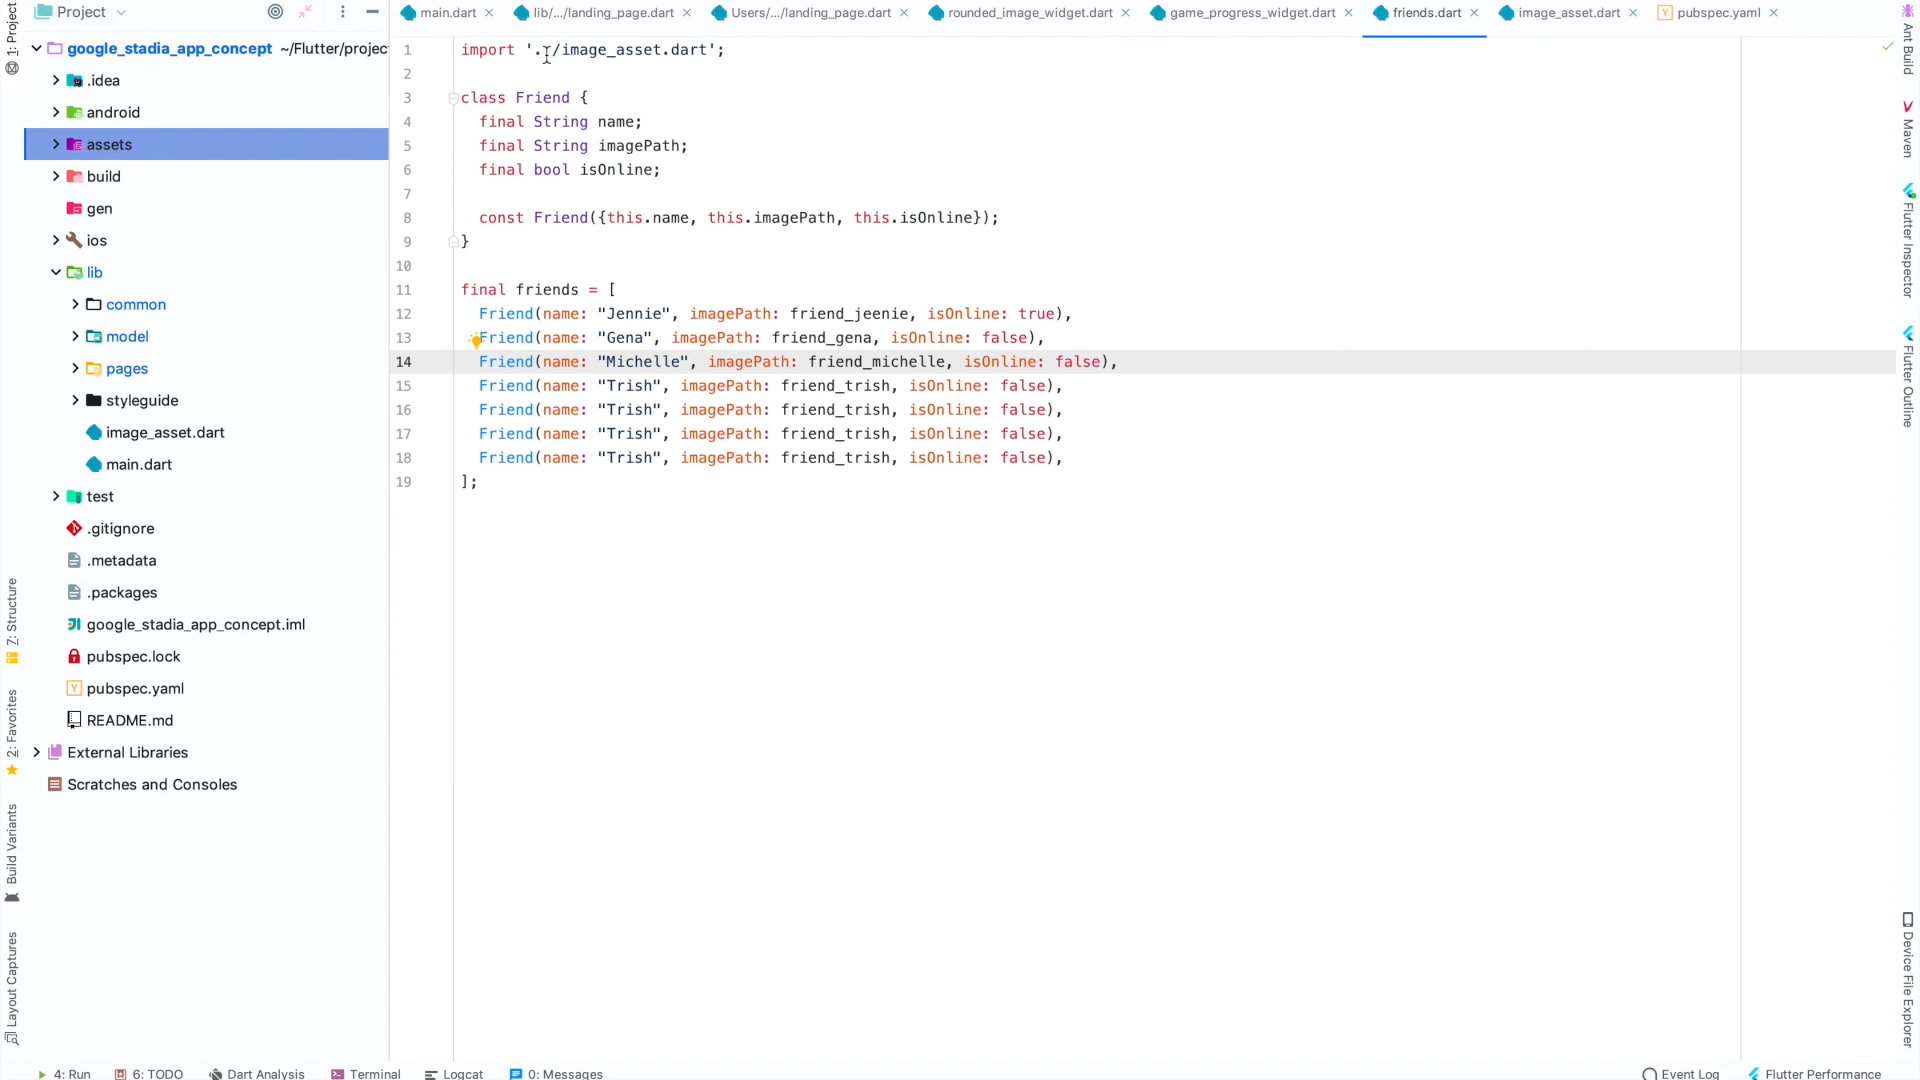 Project
main.dart
lib/.../landing_page.dart
Users/.../landing_page.dart
rounded_image_widget.dart
game_progress_widget.dart
friends.dart
image_asset.dart
pubspec.yaml
1: Project
google_stadia_app_concept ~/Flutter/projec
.idea
android
assets
build
gen
ios
lib
common
model
pages
styleguide
image_asset.dart
main.dart
test
.gitignore
.metadata
.packages
google_stadia_app_concept.iml
pubspec.lock
pubspec.yaml
README.md
External Libraries
Scratches and Consoles
7: Structure
2: Favorites
Build Variants
Layout Captures
1 import '../image_asset.dart';
2
3 class Friend {
4 final String name;
5 final String imagePath;
6 final bool isOnline;
7
8 const Friend({this.name, this.imagePath, this.isOnline});
9 }
10
11 final friends = [
12 Friend(name: "Jennie", imagePath: friend_jeenie, isOnline: true),
13 Friend(name: "Gena", imagePath: friend_gena, isOnline: false),
14 Friend(name: "Michelle", imagePath: friend_michelle, isOnline: false),
15 Friend(name: "Trish", imagePath: friend_trish, isOnline: false),
16 Friend(name: "Trish", imagePath: friend_trish, isOnline: false),
17 Friend(name: "Trish", imagePath: friend_trish, isOnline: false),
18 Friend(name: "Trish", imagePath: friend_trish, isOnline: false),
19 ];
Ant Build
Maven
Flutter Inspector
Flutter Outline
Device File Explorer
4: Run
6: TODO
Dart Analysis
Terminal
Logcat
0: Messages
Event Log
Flutter Performance